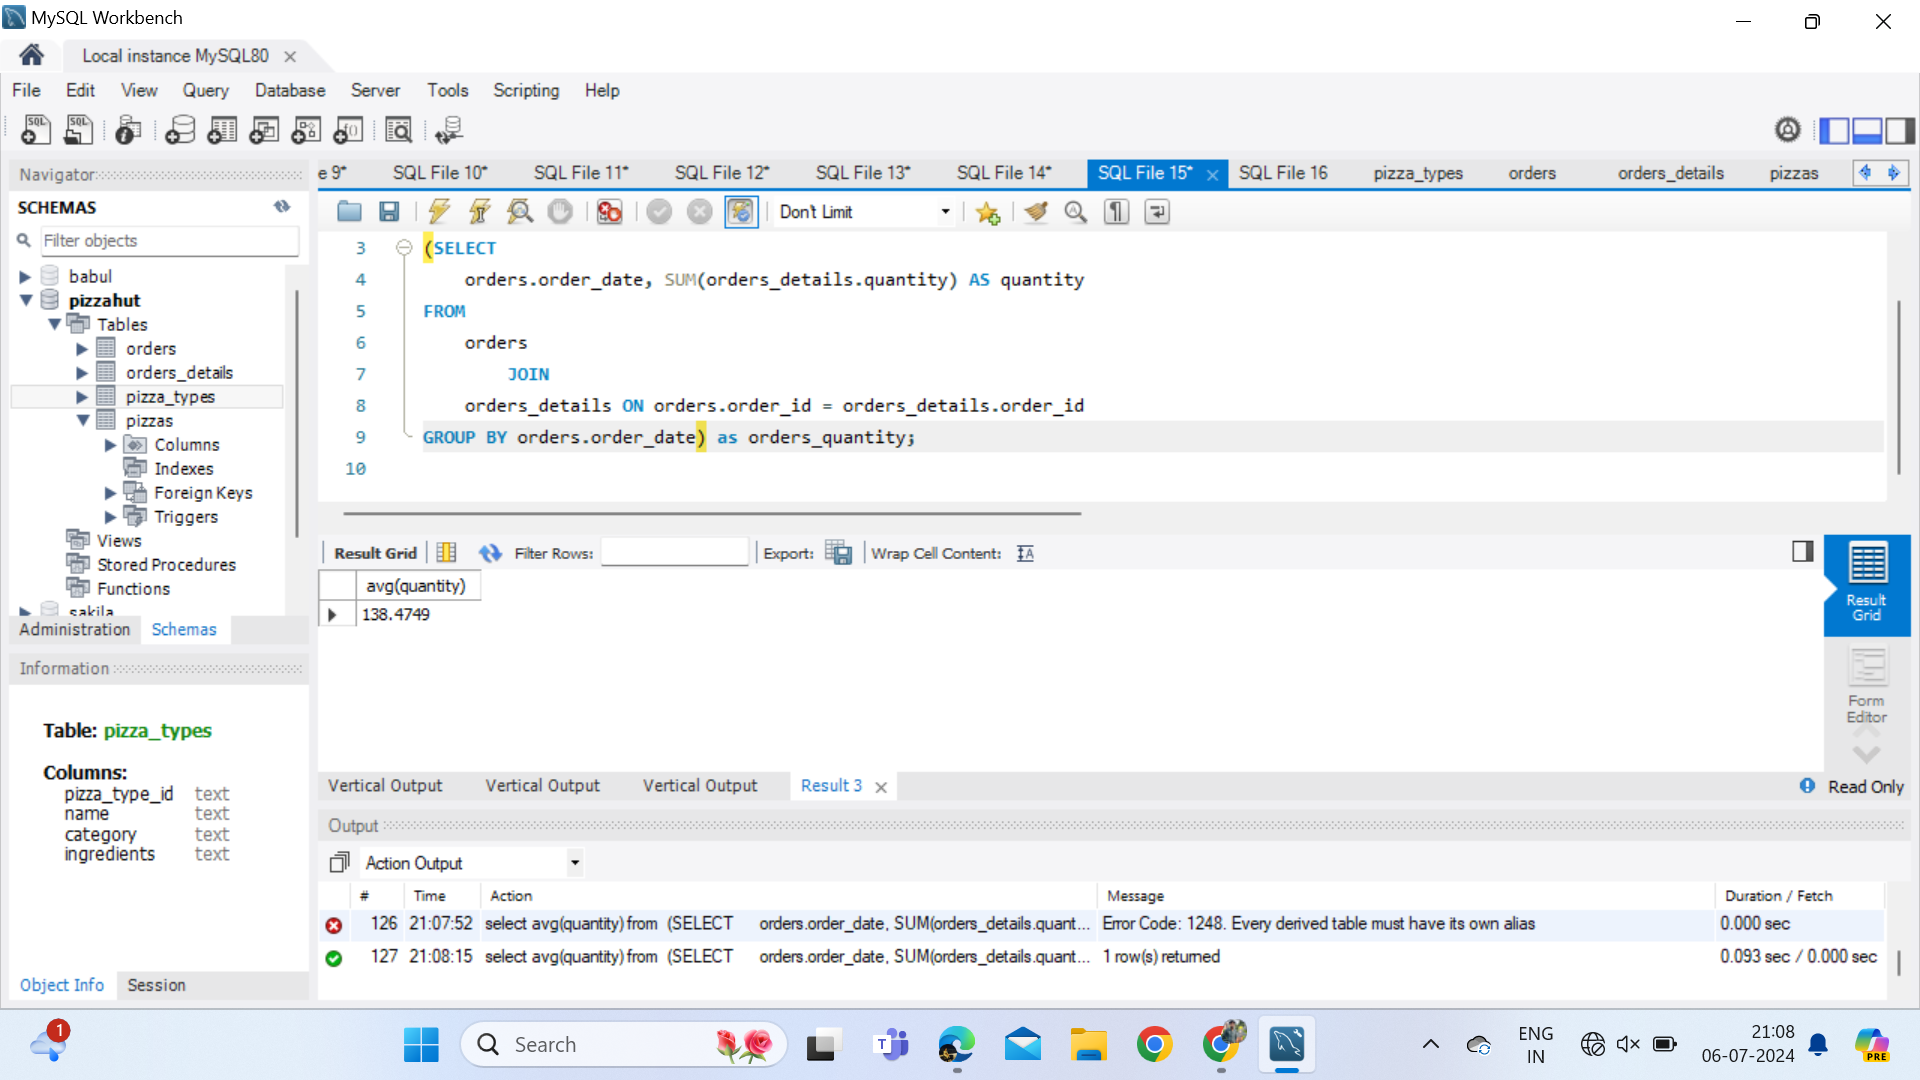 MySQL Workbench
Local instance MySQL80
File Edit View Query Database Server Tools Scripting Help
Navigator
SCHEMAS
Filter objects
babul
pizzahut
Tables
orders
orders_details
pizza_types
pizzas
Columns
Indexes
Foreign Keys
Triggers
Views
Stored Procedures
Functions
sakila
Administration Schemas
Information
Table: pizza_types
Columns:
pizza_type_id text
name text
category text
ingredients text
Object Info Session
e 9* SQL File 10* SQL File 11* SQL File 12* SQL File 13* SQL File 14* SQL File 15* SQL File 16 pizza_types orders orders_details pizzas
Don't Limit
3 (SELECT
4 orders.order_date, SUM(orders_details.quantity) AS quantity
5 FROM
6 orders
7 JOIN
8 orders_details ON orders.order_id = orders_details.order_id
9 GROUP BY orders.order_date) as orders_quantity;
10
Result Grid Filter Rows: Export: Wrap Cell Content:
avg(quantity)
138.4749
Result
Grid
Form
Editor
Vertical Output Vertical Output Vertical Output Result 3 Read Only
Output
Action Output
# Time Action Message Duration / Fetch
126 21:07:52 select avg(quantity) from (SELECT orders.order_date, SUM(orders_details.quant... Error Code: 1248. Every derived table must have its own alias 0.000 sec
127 21:08:15 select avg(quantity) from (SELECT orders.order_date, SUM(orders_details.quant... 1 row(s) returned 0.093 sec / 0.000 sec
1
Search
ENG
IN
21:08
06-07-2024
PRE